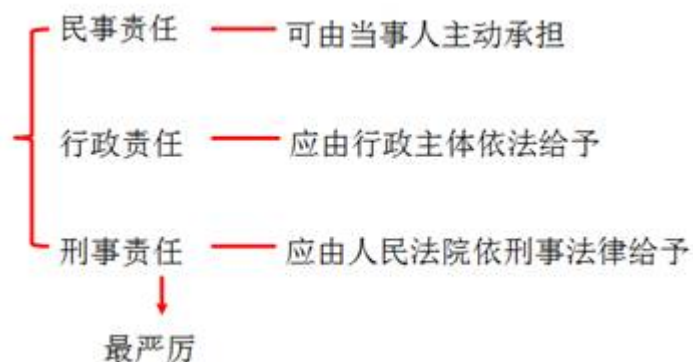 民事责任 可由当事人主动承担
行政责任 应由行政主体依法给予
刑事责任 应由人民法院依刑事法律给予
最严厉